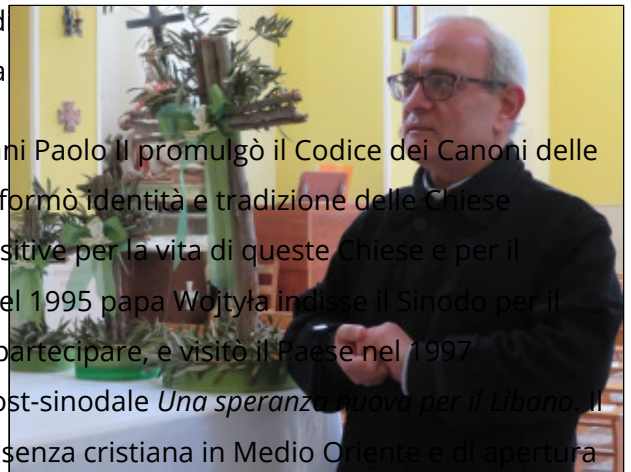 d
a
ni Paolo II promulgò il Codice dei Canoni delle
formò identità e tradizione delle Chiese
sitive per la vita di queste Chiese e per il
el 1995 papa Wojtyła indisse il Sinodo per il
partecipare, e visitò il Paese nel 1997
ost-sinodale Una speranza nuova per il Libano. Il
senza cristiana in Medio Oriente e di apertura